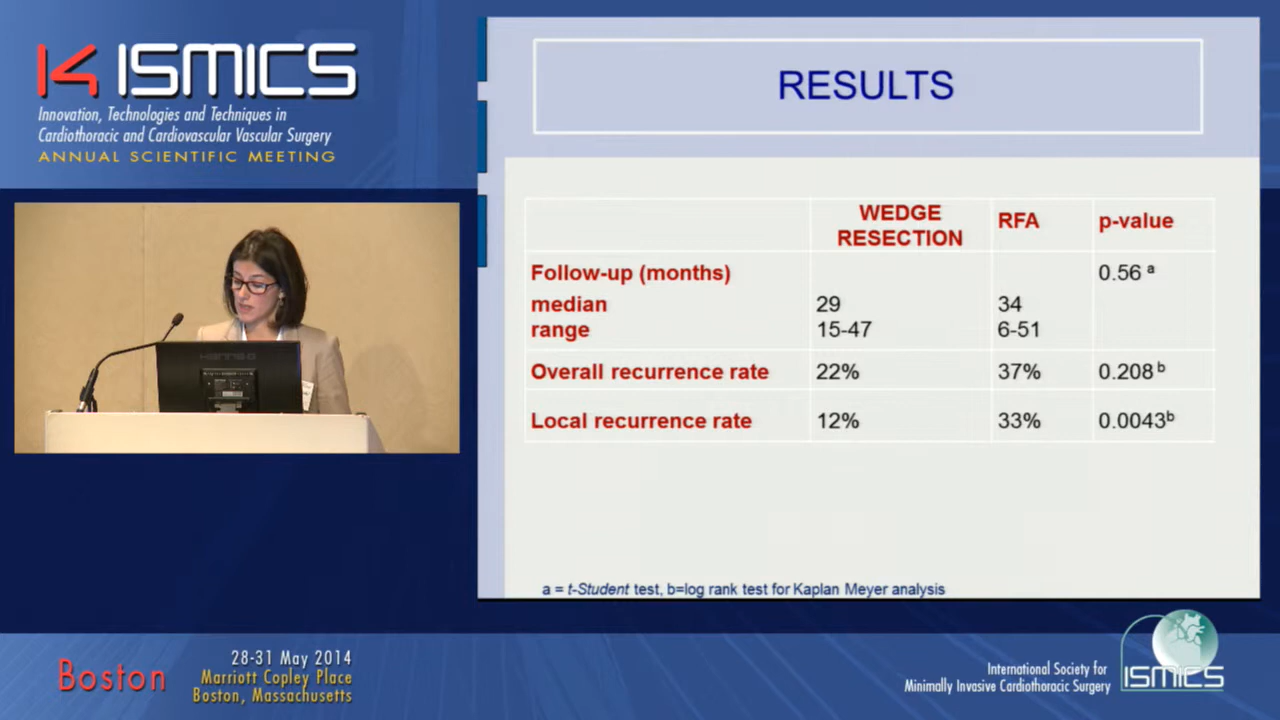 14 ISMICS
Innovation, Technologies and Techniques in
Cardiothoracic and Cardiovascular Vascular Surgery
ANNUAL SCIENTIFIC MEETING
RESULTS
WEDGE RESECTION RFA p-value
Follow-up (months) 0.56 a
median 29 34
range 15-47 6-51
Overall recurrence rate 22% 37% 0.208 b
Local recurrence rate 12% 33% 0.0043b
a = t-Student test, b=log rank test for Kaplan Meyer analysis
Boston
28-31 May 2014
Marriott Copley Place
Boston, Massachusetts
International Society for
Minimally Invasive Cardiothoracic Surgery
ISMICS